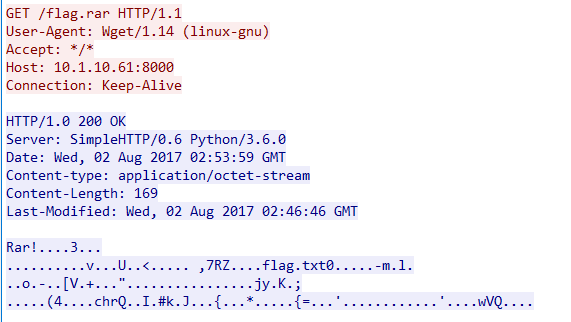 GET /flag.rar HTTP/1.1
User-Agent: Wget/1.14 (linux-gnu)
Accept: */*
Host: 10.1.10.61:8000
Connection: Keep-Alive

HTTP/1.0 200 OK
Server: SimpleHTTP/0.6 Python/3.6.0
Date: Wed, 02 Aug 2017 02:53:59 GMT
Content-type: application/octet-stream
Content-Length: 169
Last-Modified: Wed, 02 Aug 2017 02:46:46 GMT

Rar!....3...
..........v...U..<..... ,7RZ....flag.txt0.....-m.l.
..o.-..[V.+..."................jy.K.;
.....(4....chrQ..I.#k.J...{...*.....{=...'............'....wVQ....